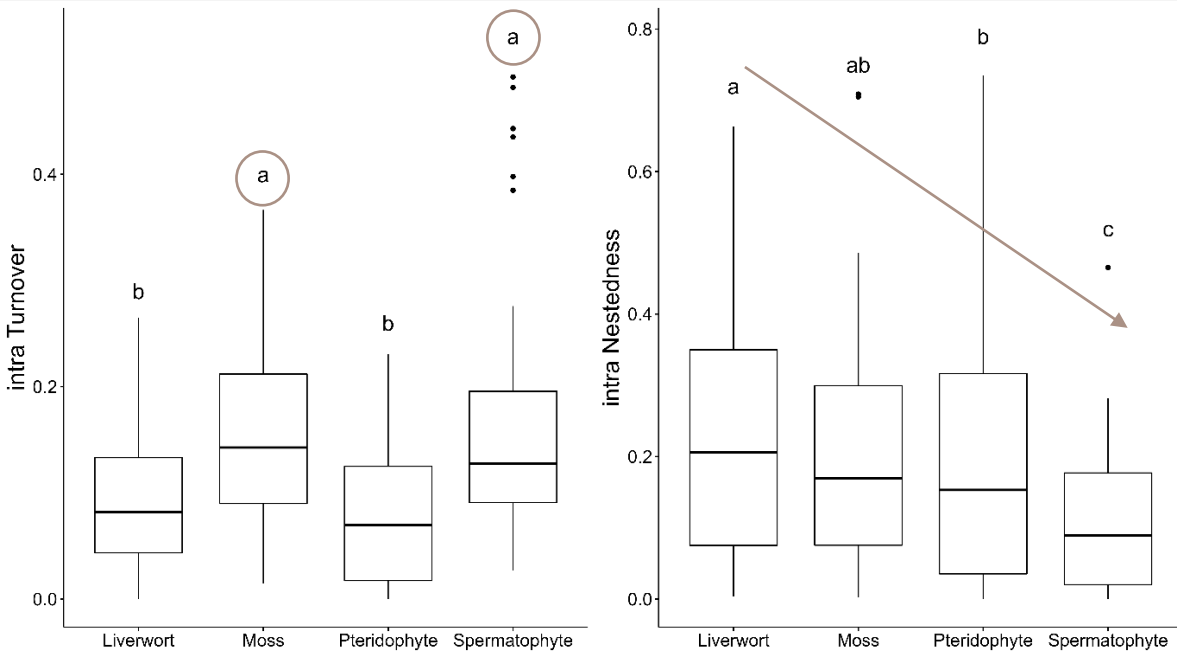 intra Turnover
0.4
0.2
0.0
b
a
b
a
Liverwort
Moss
Pteridophyte
Spermatophyte
intra Nestedness
0.8
0.6
0.4
0.2
0.0
a
ab
b
c
Liverwort
Moss
Pteridophyte
Spermatophyte